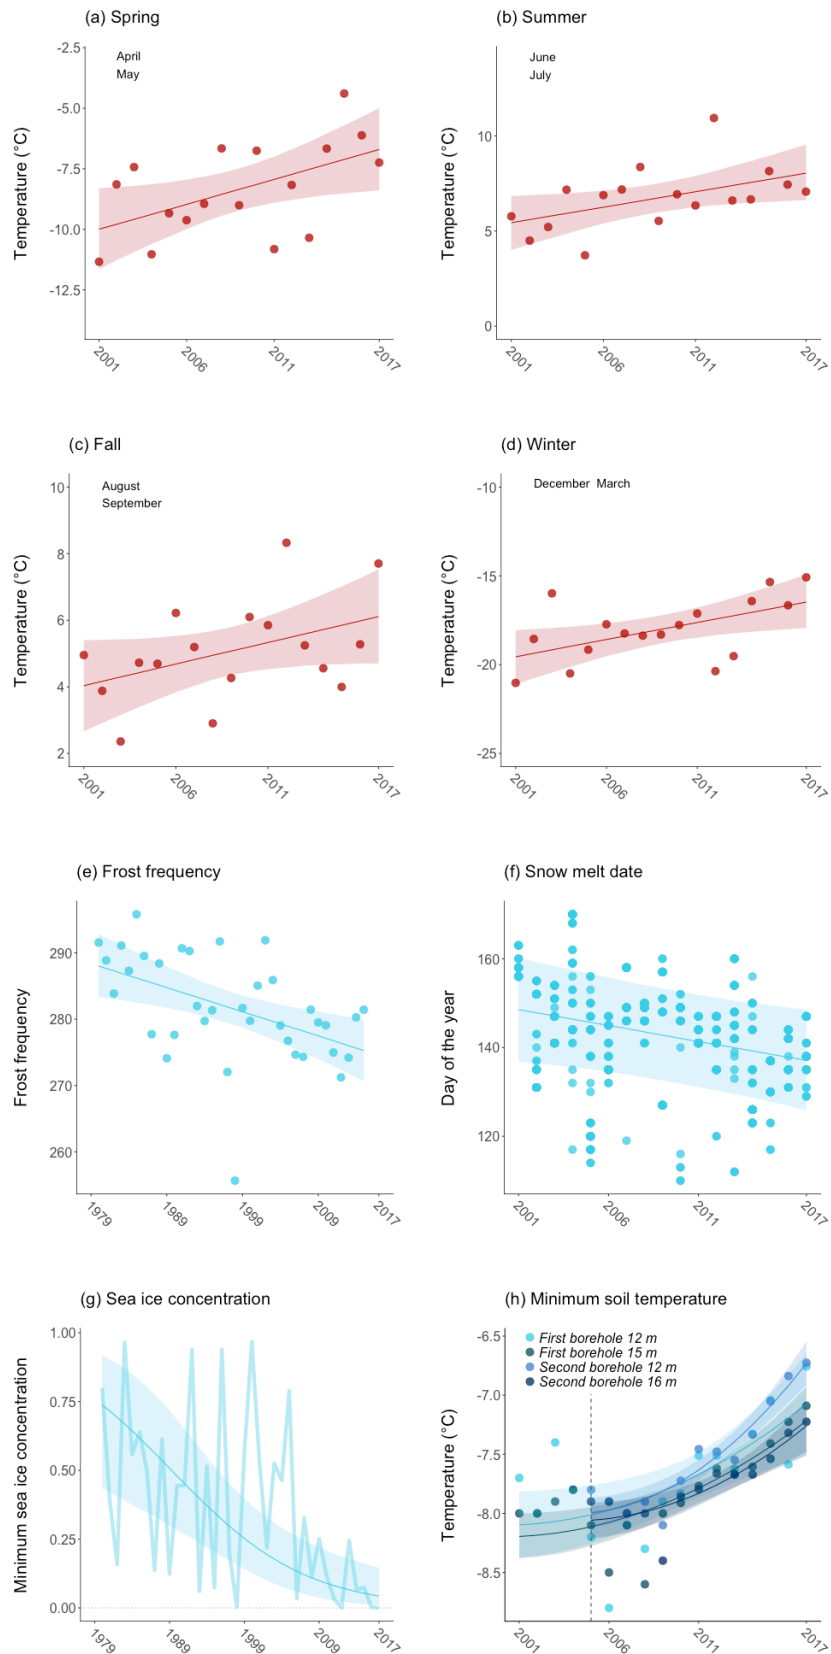 (a) Spring
Temperature (°C)
-2.5
-5.0
-7.5
-10.0
-12.5
April
May
2001
2006
2011
2017
(b) Summer
Temperature (°C)
10
5
0
June
July
2001
2006
2011
2017
(c) Fall
Temperature (°C)
10
8
6
4
2
August
September
2001
2006
2011
2017
(d) Winter
Temperature (°C)
-10
-15
-20
-25
December March
2001
2006
2011
2017
(e) Frost frequency
Frost frequency
290
280
270
260
1979
1989
1999
2009
2017
(f) Snow melt date
Day of the year
160
140
120
2001
2006
2011
2017
(g) Sea ice concentration
Minimum sea ice concentration
1.00
0.75
0.50
0.25
0.00
1979
1989
1999
2009
2017
(h) Minimum soil temperature
Temperature (°C)
-6.5
-7.0
-7.5
-8.0
-8.5
First borehole 12 m
First borehole 15 m
Second borehole 12 m
Second borehole 16 m
2001
2006
2011
2017